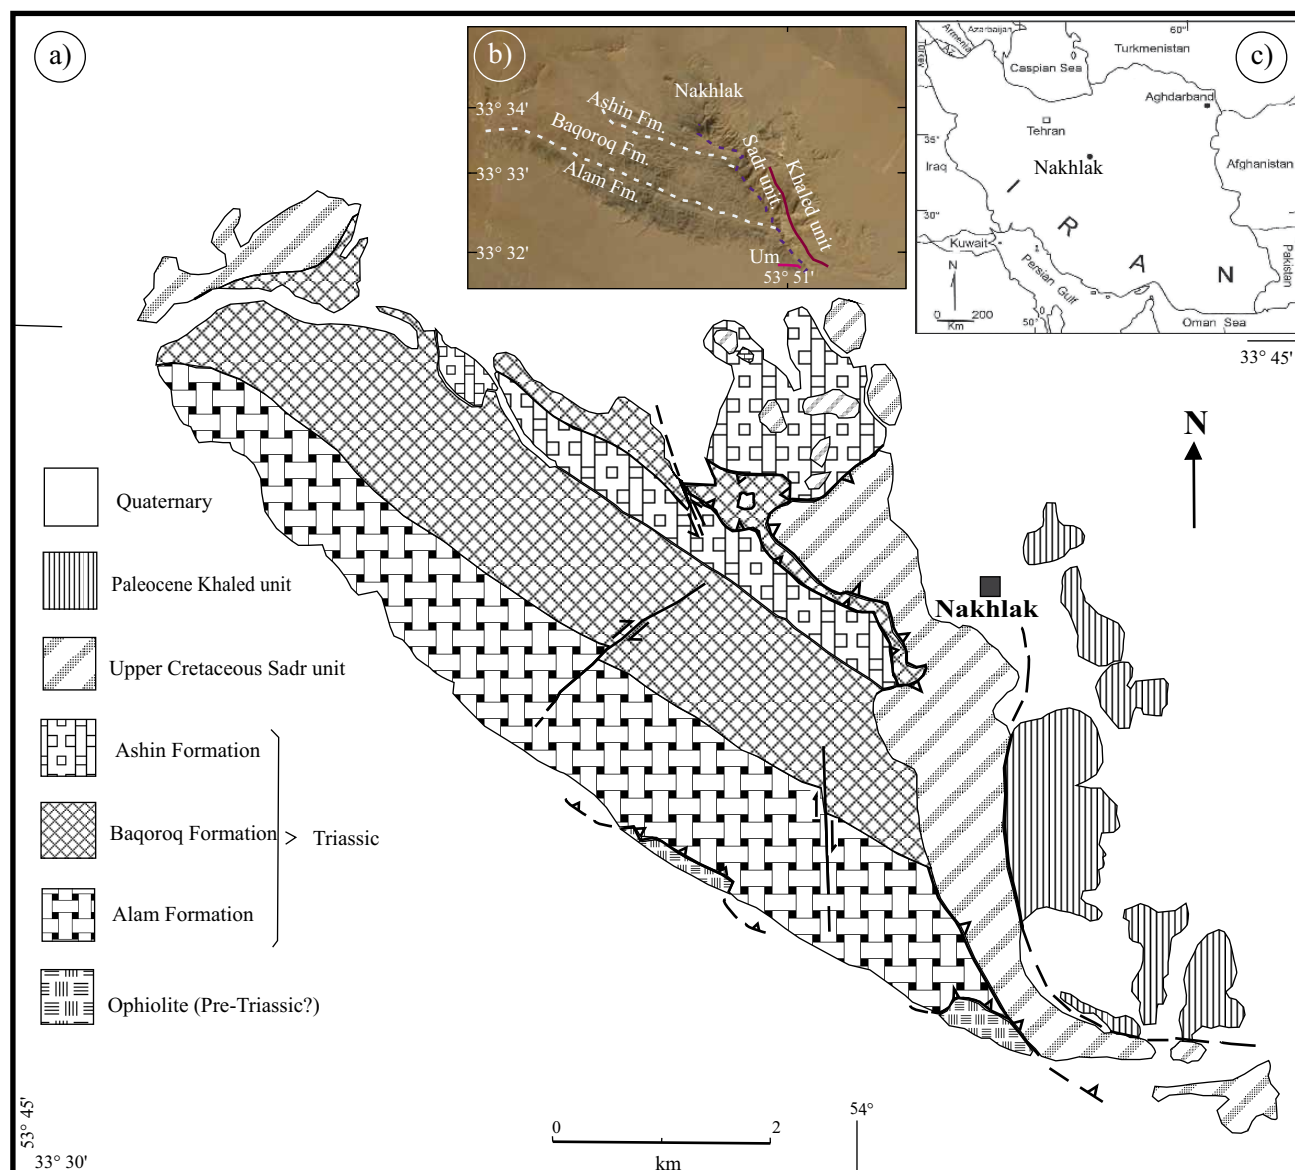 a)
b)
Nakhlak
33° 34'
Ashin Fm.
Baqoroq Fm.
33° 33'
Alam Fm.
Sadr unit
Khaled unit
33° 32'
Um
53° 51'
c)
60°
Armenia
Azarbaijan
Az.
Turkey
Caspian Sea
Turkmenistan
Aghdarband
Tehran
35°
Nakhlak
Iraq
Afghanistan
I R A N
30°
Kuwait
N
Persian Gulf
Pakistan
0 200
Km
50°
Oman Sea
33° 45'
N
Quaternary
Paleocene Khaled unit
Nakhlak
Upper Cretaceous Sadr unit
Ashin Formation
Baqoroq Formation
Triassic
Alam Formation
Ophiolite (Pre-Triassic?)
53° 45'
33° 30'
0 2
km
54°